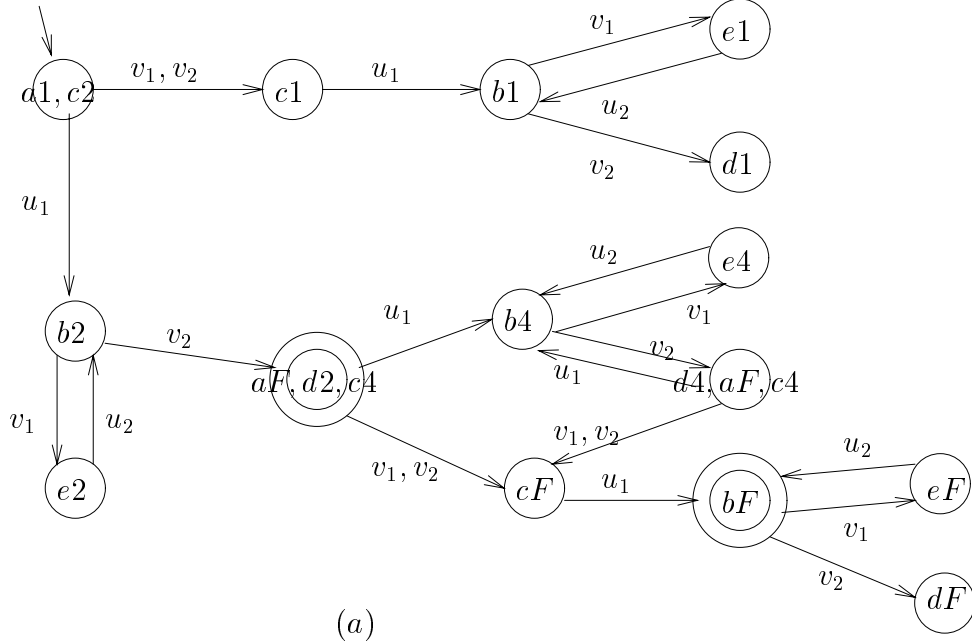 v₁
e1
a1, c2
v₁, v₂
c1
u₁
b1
u₂
v₂
d1
u₁
e4
u₂
u₁
b4
v₁
b2
v₂
v₂
aF, d2, c4
u₁
d4, aF, c4
v₁
u₂
v₁, v₂
v₁, v₂
u₂
e2
cF
u₁
bF
eF
v₁
v₂
dF
(a)